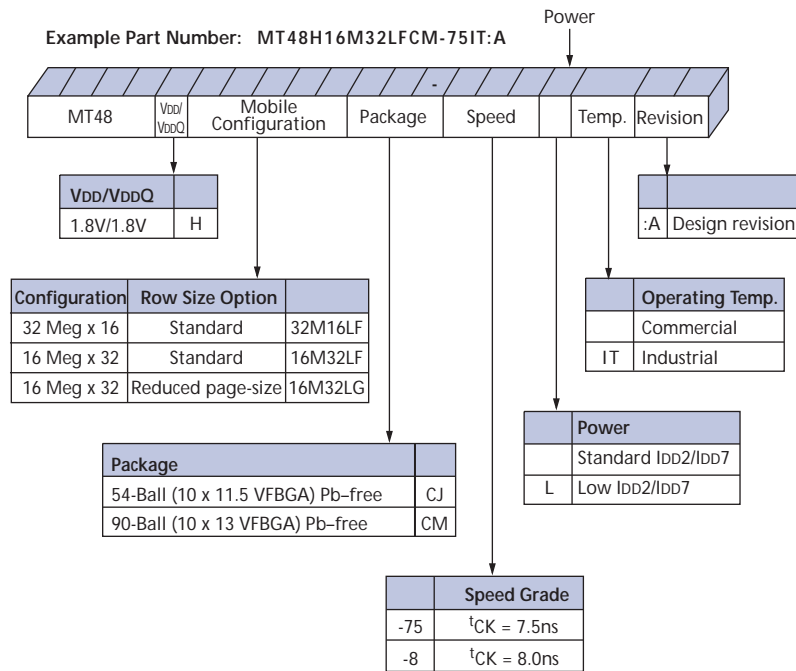 Power
Example Part Number: MT48H16M32LFCM-75IT:A
-
MT48 VDD/VDDQ Mobile Configuration Package Speed Temp. Revision
VDD/VDDQ
1.8V/1.8V H
:A Design revision
Configuration Row Size Option
32 Meg x 16 Standard 32M16LF
16 Meg x 32 Standard 16M32LF
16 Meg x 32 Reduced page-size 16M32LG
Operating Temp.
Commercial
IT Industrial
Power
Standard IDD2/IDD7
L Low IDD2/IDD7
Package
54-Ball (10 x 11.5 VFBGA) Pb–free CJ
90-Ball (10 x 13 VFBGA) Pb–free CM
Speed Grade
-75 tCK = 7.5ns
-8 tCK = 8.0ns